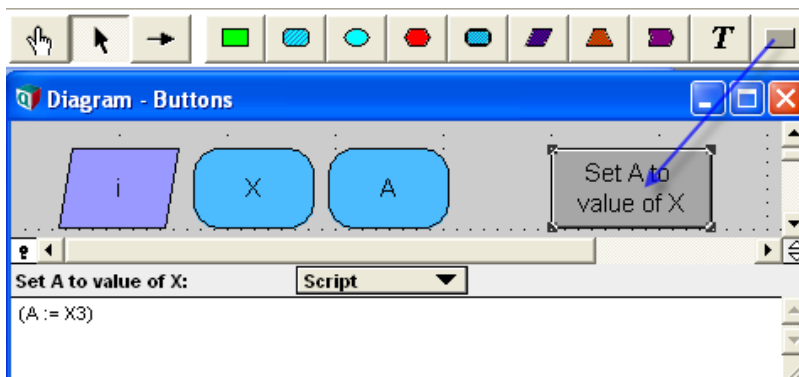 T
Diagram - Buttons
i
X
A
Set A to
value of X
Set A to value of X:
Script
(A := X3)